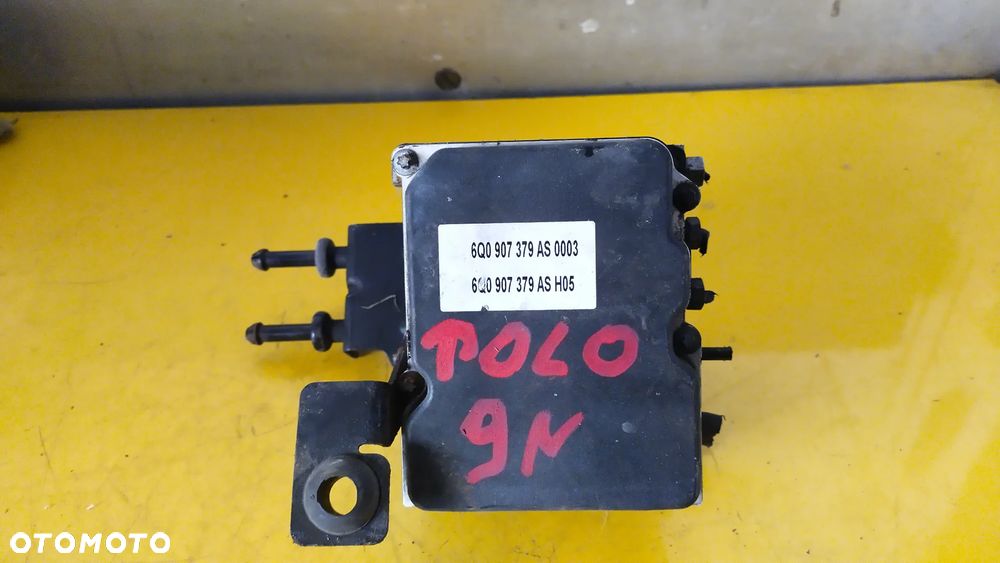 6Q0 907 379 AS 0003
6Q0 907 379 AS H05
POLO
9N
OTOMOTO